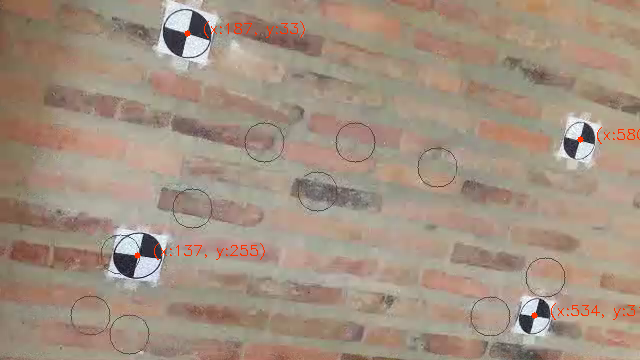 (x:187, y:33)
(x:580
(x:137, y:255)
(x:534, y:3